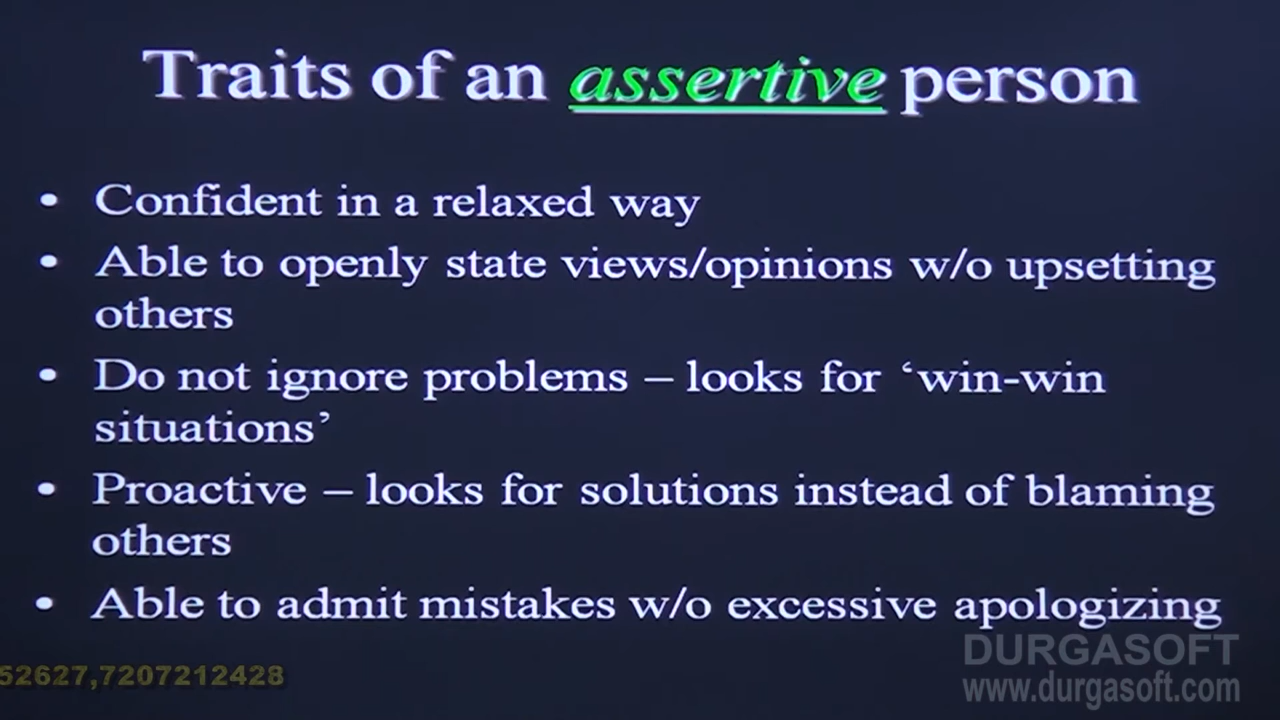 Traits of an assertive person
• Confident in a relaxed way
• Able to openly state views/opinions w/o upsetting
others
• Do not ignore problems – looks for ‘win-win
situations’
• Proactive – looks for solutions instead of blaming
others
• Able to admit mistakes w/o excessive apologizing
DURGASOFT
52627,7207212428
www.durgasoft.com